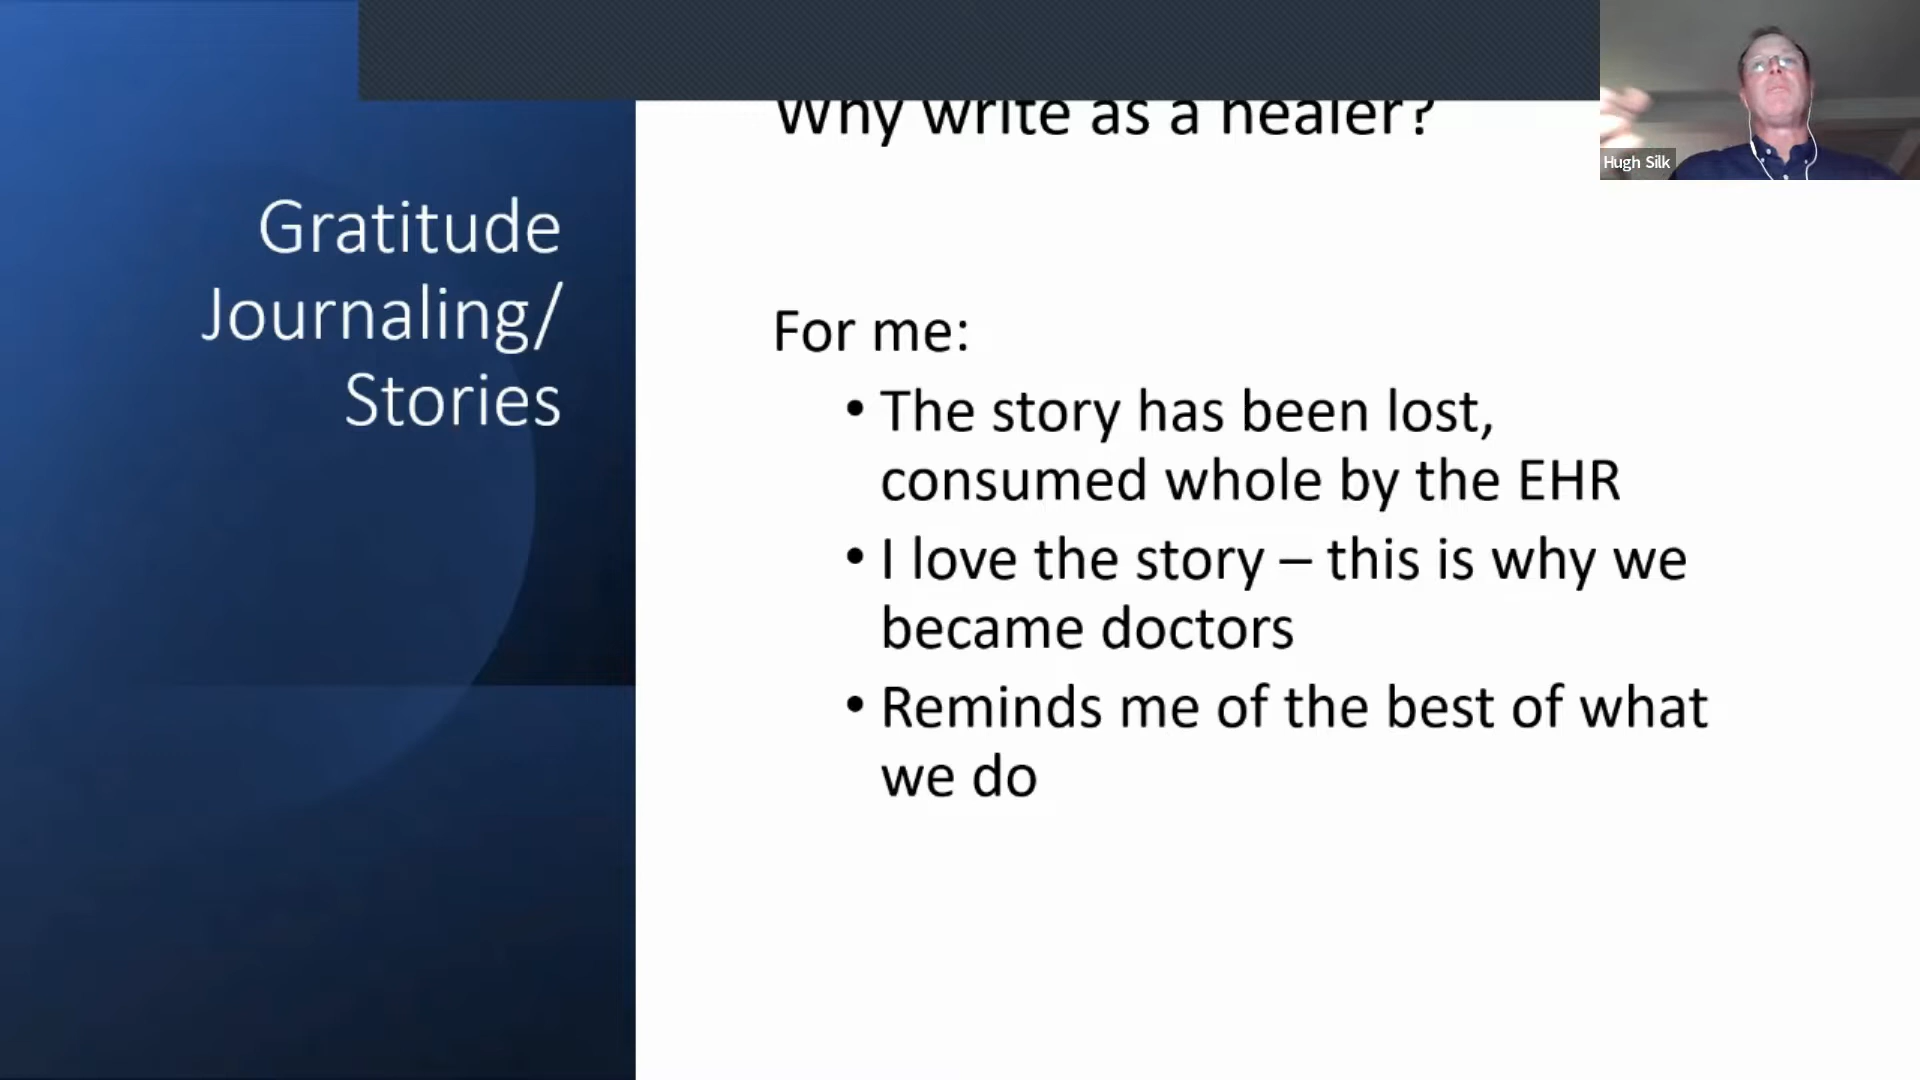 Gratitude
Journaling/
Stories
Why write as a healer?
For me:
• The story has been lost,
consumed whole by the EHR
• I love the story – this is why we
became doctors
• Reminds me of the best of what
we do
Hugh Silk